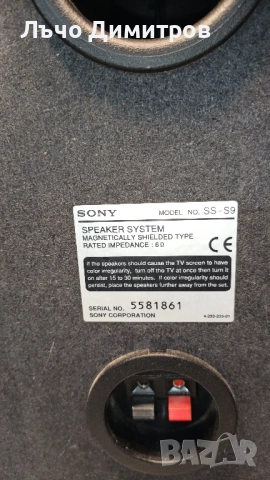 Лъчо Димитров
SONY MODEL NO. SS-S9
SPEAKER SYSTEM
MAGNETICALLY SHIELDED TYPE
RATED IMPEDANCE : 6Ω
CE
If the speakers should cause the TV screen to have
color irregularity, turn off the TV at once then turn it
on after 15 to 30 minutes. If color irregularity should
persist, place the speakers further away from the set.
SERIAL NO. 5581861
SONY CORPORATION
BAZAR